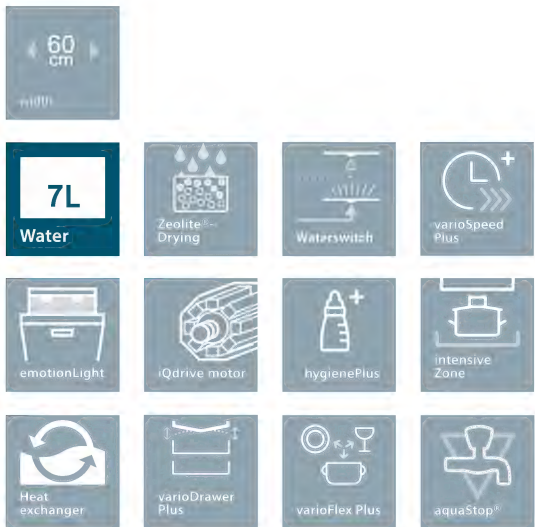 60
cm
width
7L
Water
Zeolite®-
Drying
Waterswitch
varioSpeed
Plus
emotionLight
iQdrive motor
hygienePlus
intensive
Zone
Heat
exchanger
varioDrawer
Plus
varioFlex Plus
aquaStop®